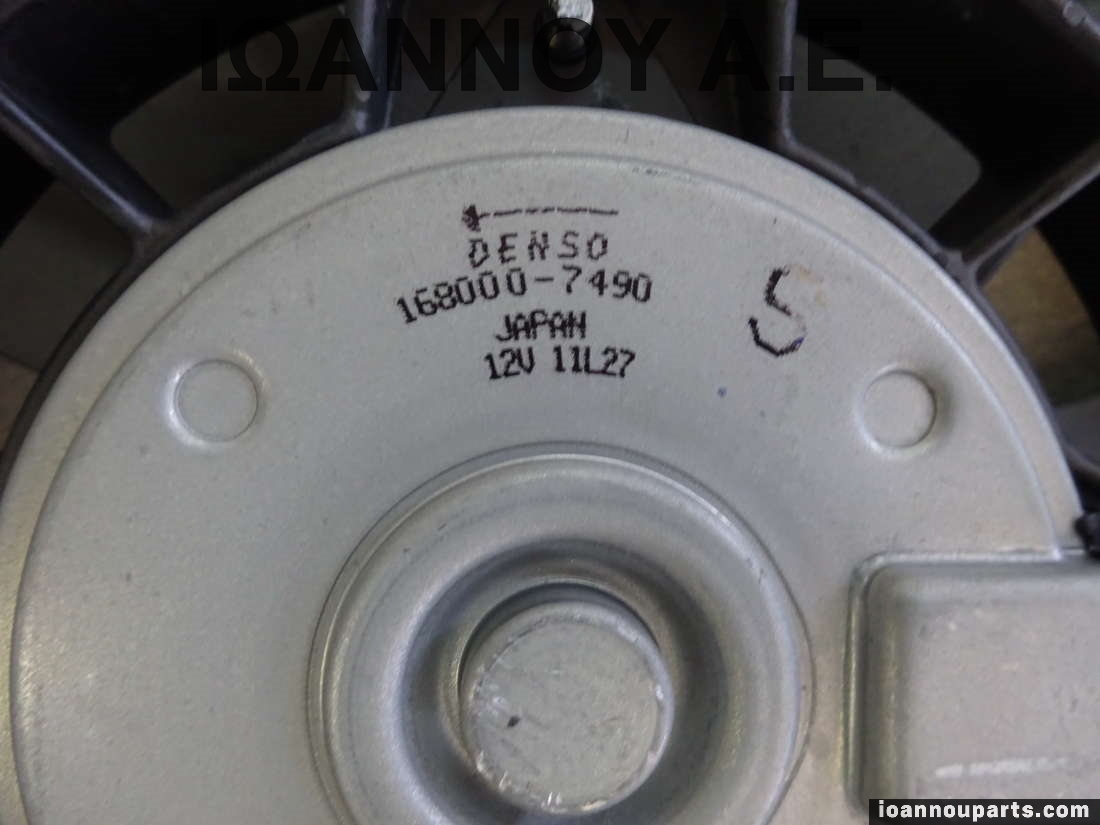 ΙΩΑΝΝΟΥ Α.Ε.
DENSO
168000-7490
JAPAN
12V 11L27
S
ioannouparts.com